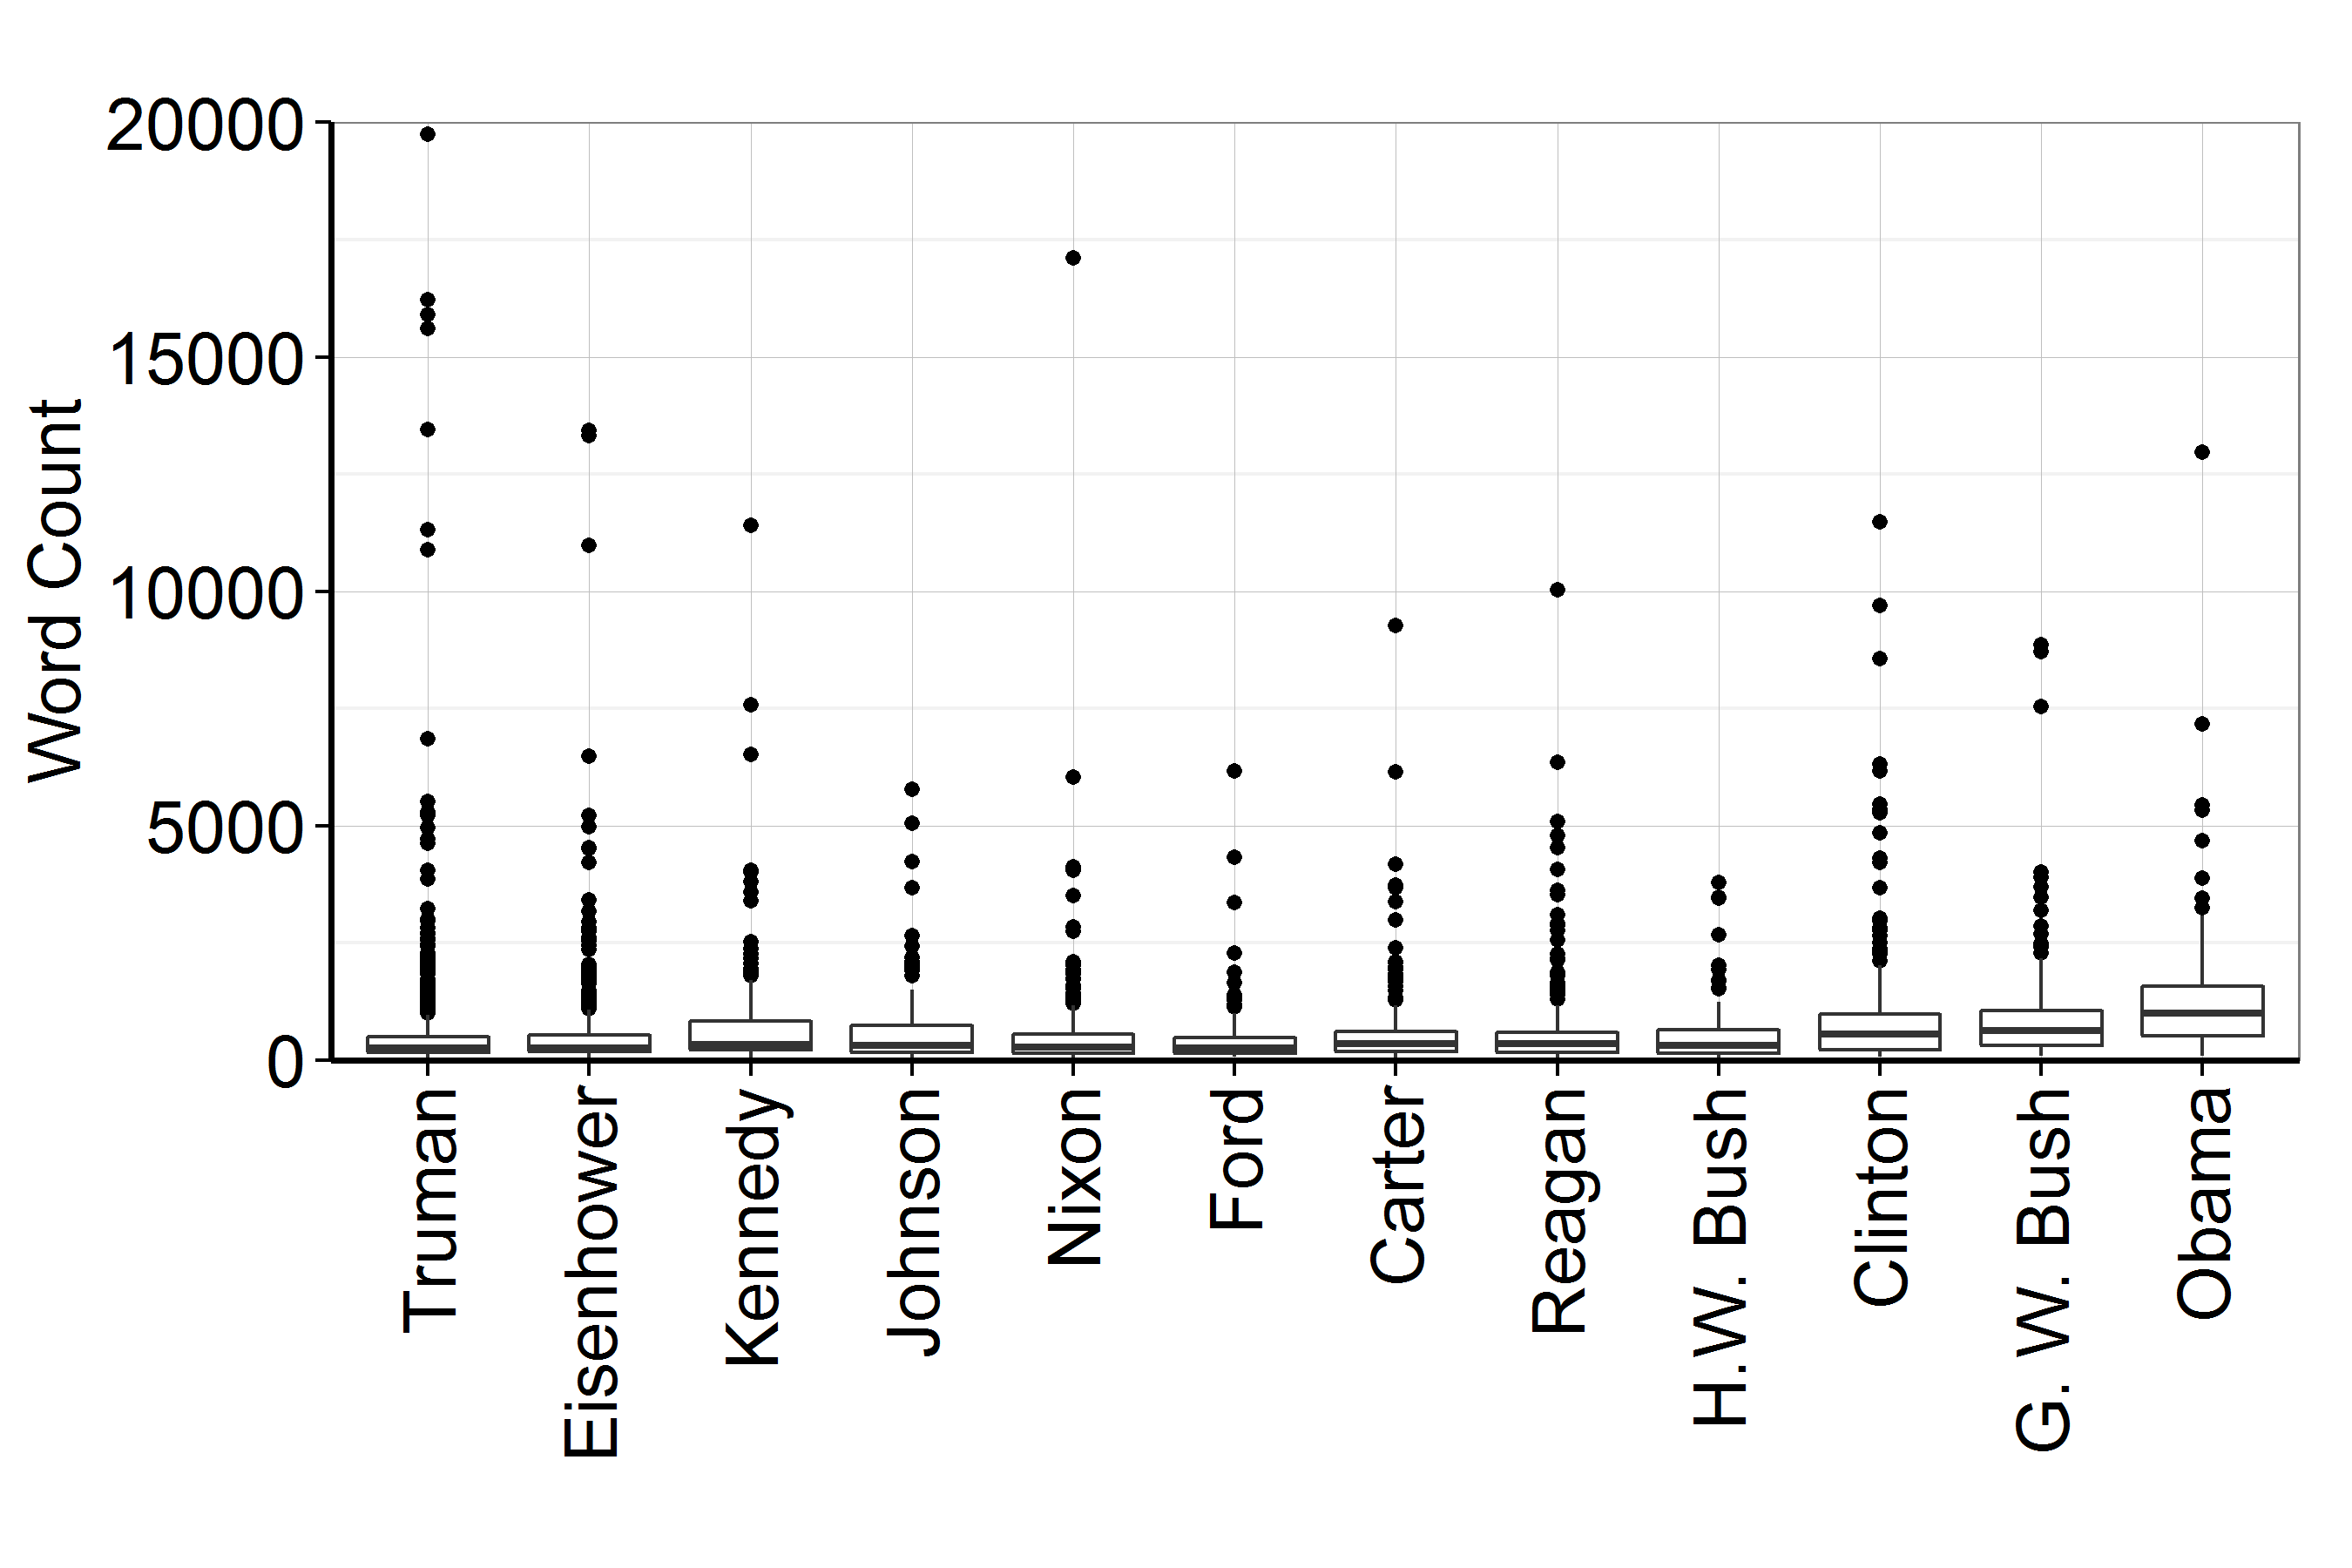 20000
15000
10000
5000
0
Word Count
Truman
Eisenhower
Kennedy
Johnson
Nixon
Ford
Carter
Reagan
H.W. Bush
Clinton
G. W. Bush
Obama